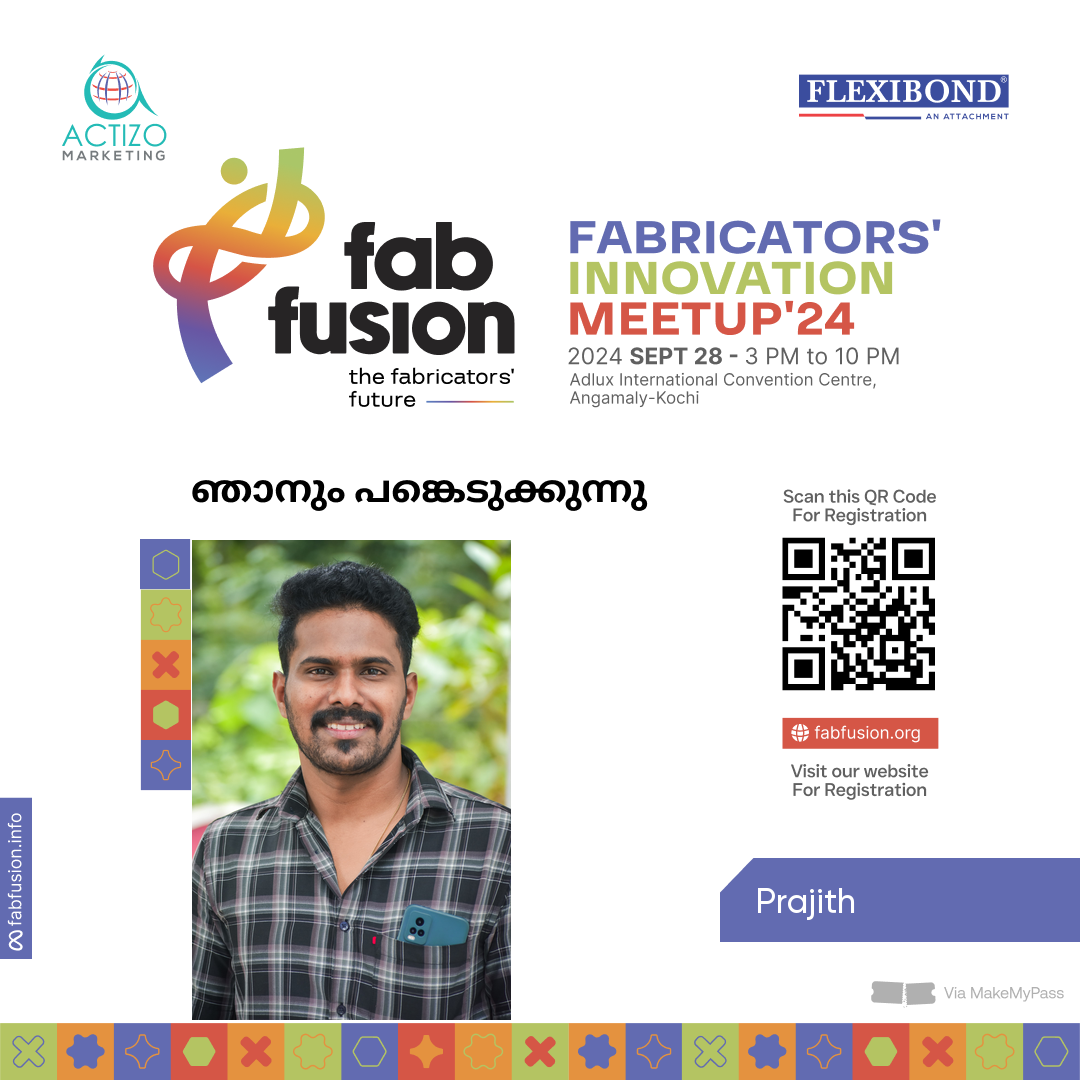 ACTIZO
MARKETING
FLEXIBOND®
AN ATTACHMENT
fab
fusion
the fabricators'
future
FABRICATORS'
INNOVATION
MEETUP'24
2024 SEPT 28 - 3 PM to 10 PM
Adlux International Convention Centre,
Angamaly-Kochi
ഞാനും പങ്കെടുക്കുന്നു
Scan this QR Code
For Registration
fabfusion.org
Visit our website
For Registration
fabfusion.info
Prajith
Via MakeMyPass